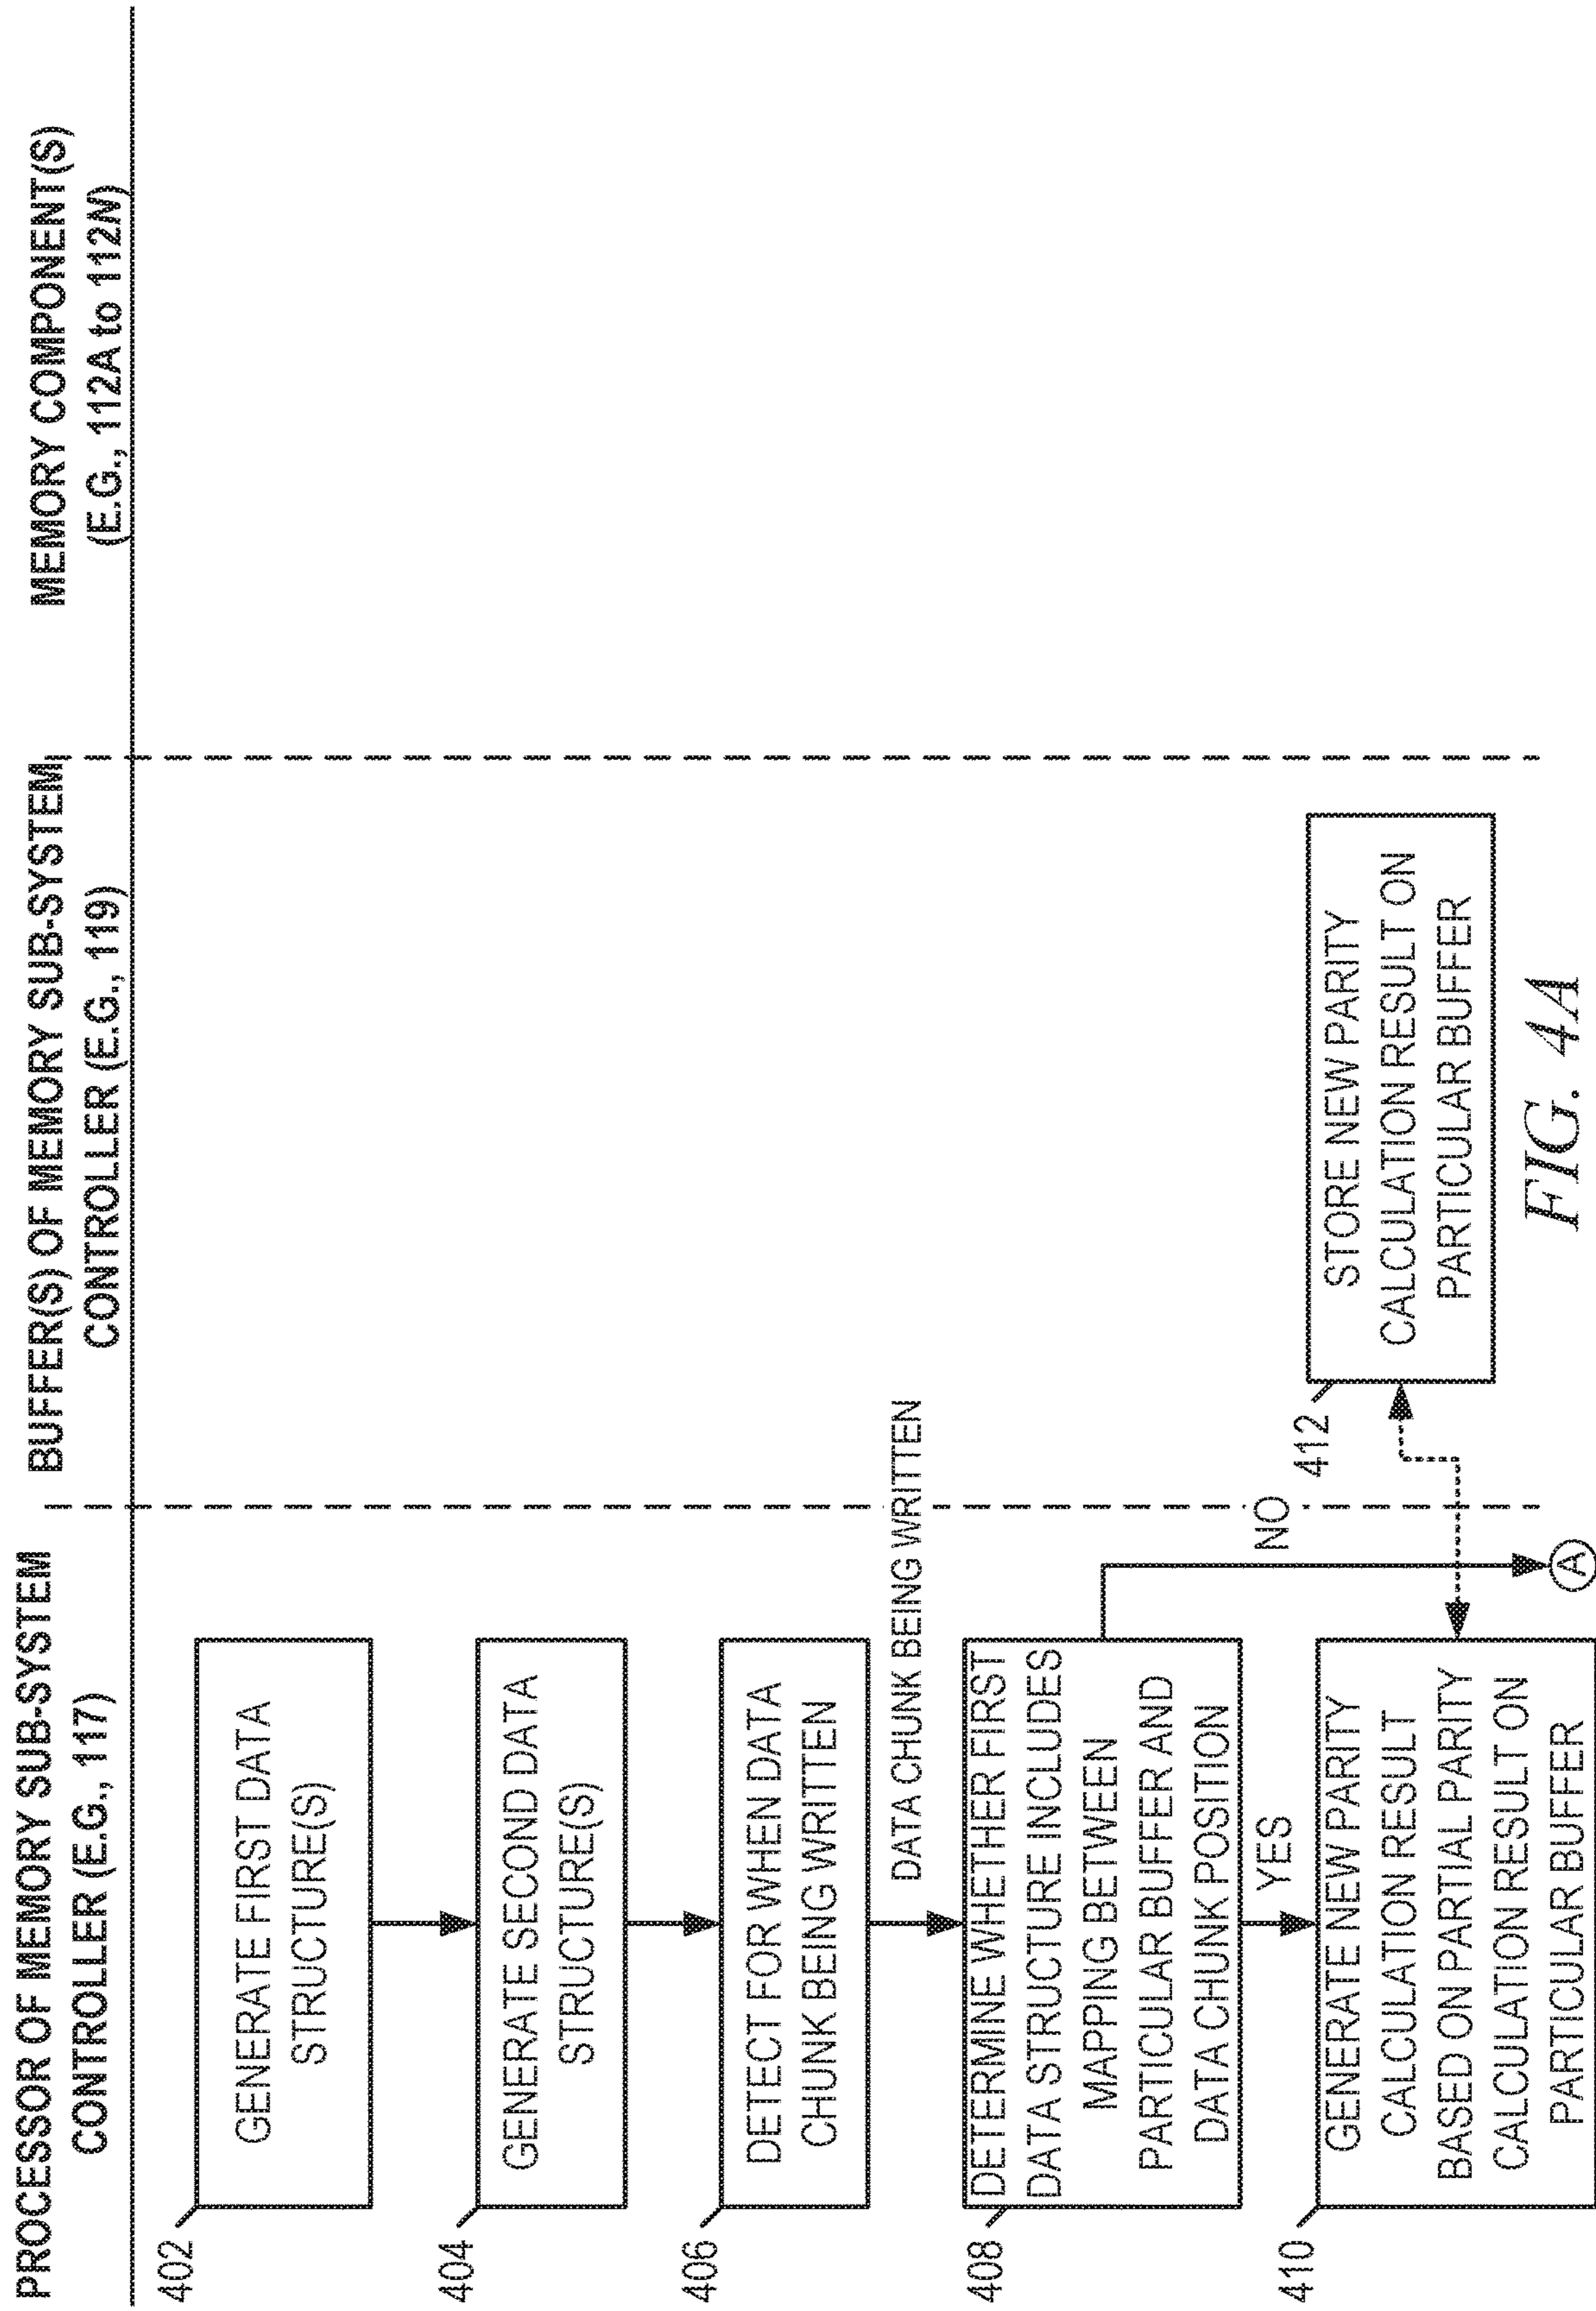 PROCESSOR OF MEMORY SUB-SYSTEM
CONTROLLER (E.G., 117)
BUFFER(S) OF MEMORY SUB-SYSTEM
CONTROLLER (E.G., 119)
MEMORY COMPONENT(S)
(E.G., 112A to 112N)
402
GENERATE FIRST DATA
STRUCTURE(S)
404
GENERATE SECOND DATA
STRUCTURE(S)
406
DETECT FOR WHEN DATA
CHUNK BEING WRITTEN
DATA CHUNK BEING WRITTEN
408
DETERMINE WHETHER FIRST
DATA STRUCTURE INCLUDES
MAPPING BETWEEN
PARTICULAR BUFFER AND
DATA CHUNK POSITION
NO
YES
410
GENERATE NEW PARITY
CALCULATION RESULT
BASED ON PARTIAL PARITY
CALCULATION RESULT ON
PARTICULAR BUFFER
412
STORE NEW PARITY
CALCULATION RESULT ON
PARTICULAR BUFFER
A
FIG. 4A